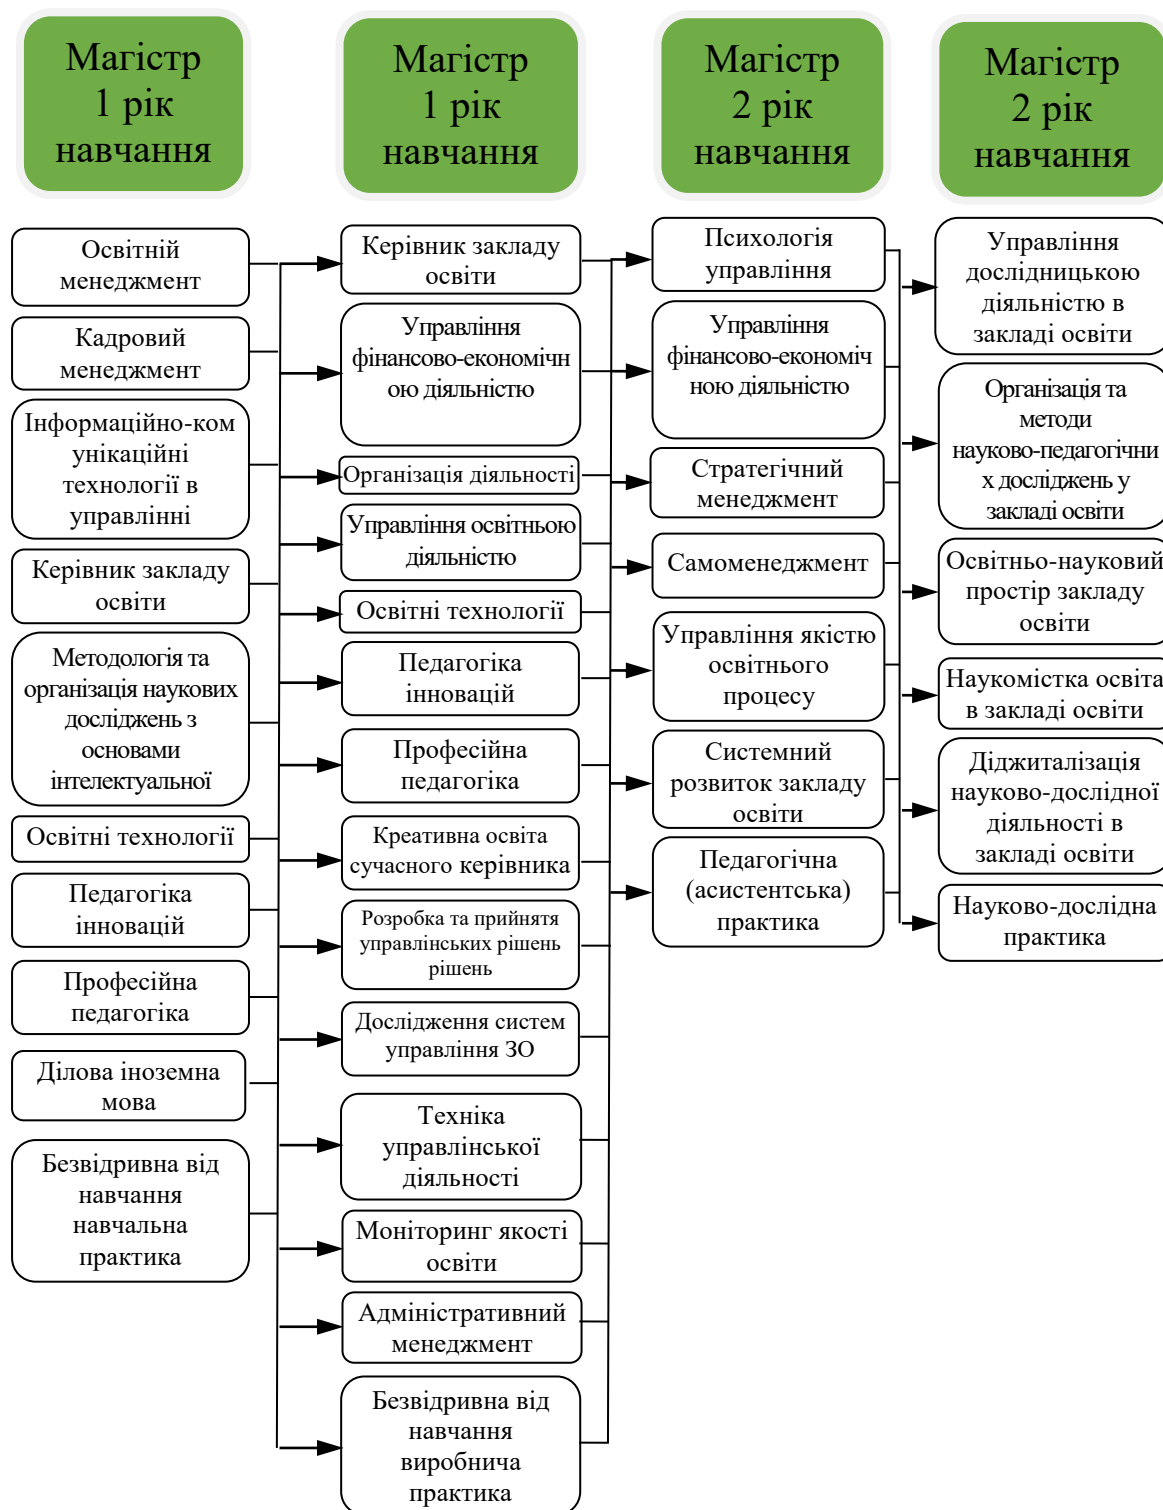 Магістр
1 рік
навчання
Магістр
1 рік
навчання
Магістр
2 рік
навчання
Магістр
2 рік
навчання
Освітній
менеджмент
Кадровий
менеджмент
Інформаційно-ком
унікаційні
технології в
управлінні
Керівник закладу
освіти
Методологія та
організація наукових
досліджень з
основами
інтелектуальної
Освітні технології
Педагогіка
інновацій
Професійна
педагогіка
Ділова іноземна
мова
Безвідривна від
навчання
навчальна
практика
Керівник закладу
освіти
Управління
фінансово-економічн
ою діяльністю
Організація діяльності
Управління освітньою
діяльністю
Освітні технології
Педагогіка
інновацій
Професійна
педагогіка
Креативна освіта
сучасного керівника
Розробка та прийнятя
управлінських рішень
рішень
Дослідження систем
управління ЗО
Техніка
управлінської
діяльності
Моніторинг якості
освіти
Адміністративний
менеджмент
Безвідривна від
навчання
виробнича
практика
Психологія
управління
Управління
фінансово-економіч
ною діяльністю
Стратегічний
менеджмент
Самоменеджмент
Управління якістю
освітнього
процесу
Системний
розвиток закладу
освіти
Педагогічна
(асистентська)
практика
Управління
дослідницькою
діяльністю в
закладі освіти
Організація та
методи
науково-педагогічни
х досліджень у
закладі освіти
Освітньо-науковий
простір закладу
освіти
Наукомістка освіта
в закладі освіти
Діджиталізація
науково-дослідної
діяльності в
закладі освіти
Науково-дослідна
практика